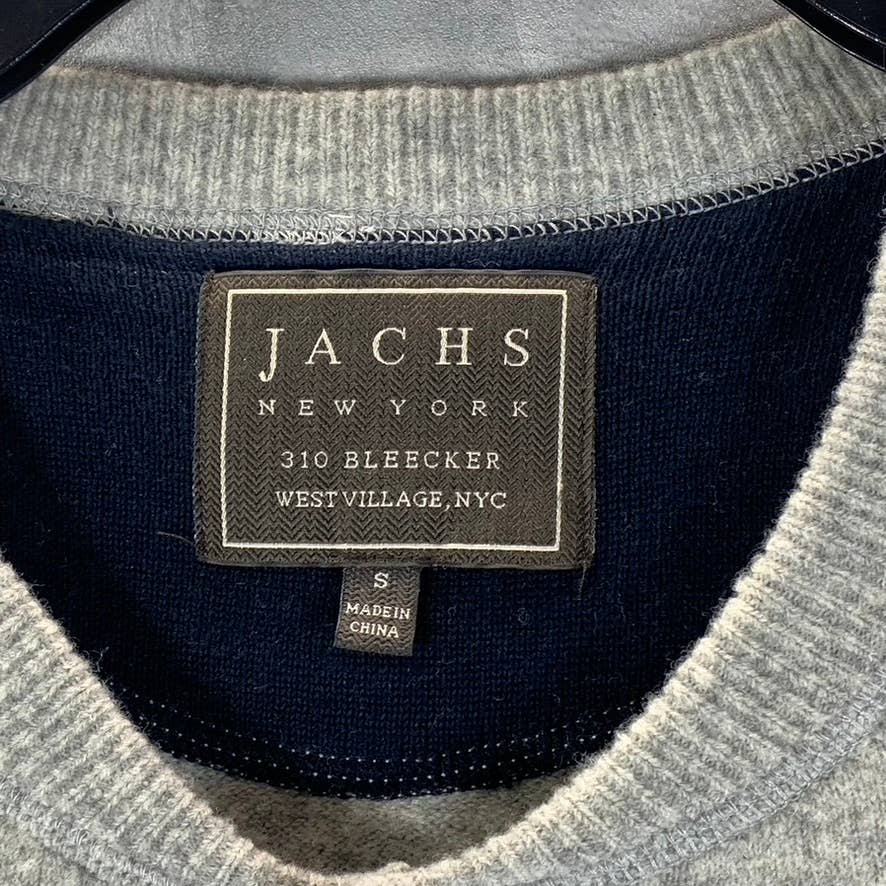 JACHS
NEW YORK
310 BLEECKER
WEST VILLAGE, NYC
S
MADE IN
CHINA